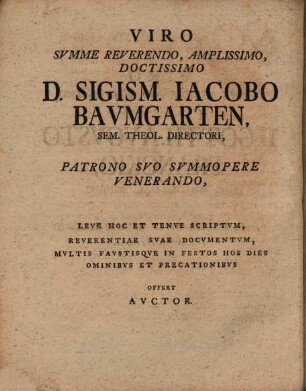 VIRO
SVMME REVERENDO, AMPLISSIMO,
DOCTISSIMO
D. SIGISM. IACOBO
BAVMGARTEN,
SEM. THEOL. DIRECTORI,
PATRONO SVO SVMMOPERE
VENERANDO,
LEVE HOC ET TENVE SCRIPTVM,
REVERENTIAE SVAE DOCVMENTVM,
MVLTIS FAVSTISQVE IN FESTOS HOS DIES
OMINIBVS ET PRECATIONIBVS
OFFERT
AVCTOR.